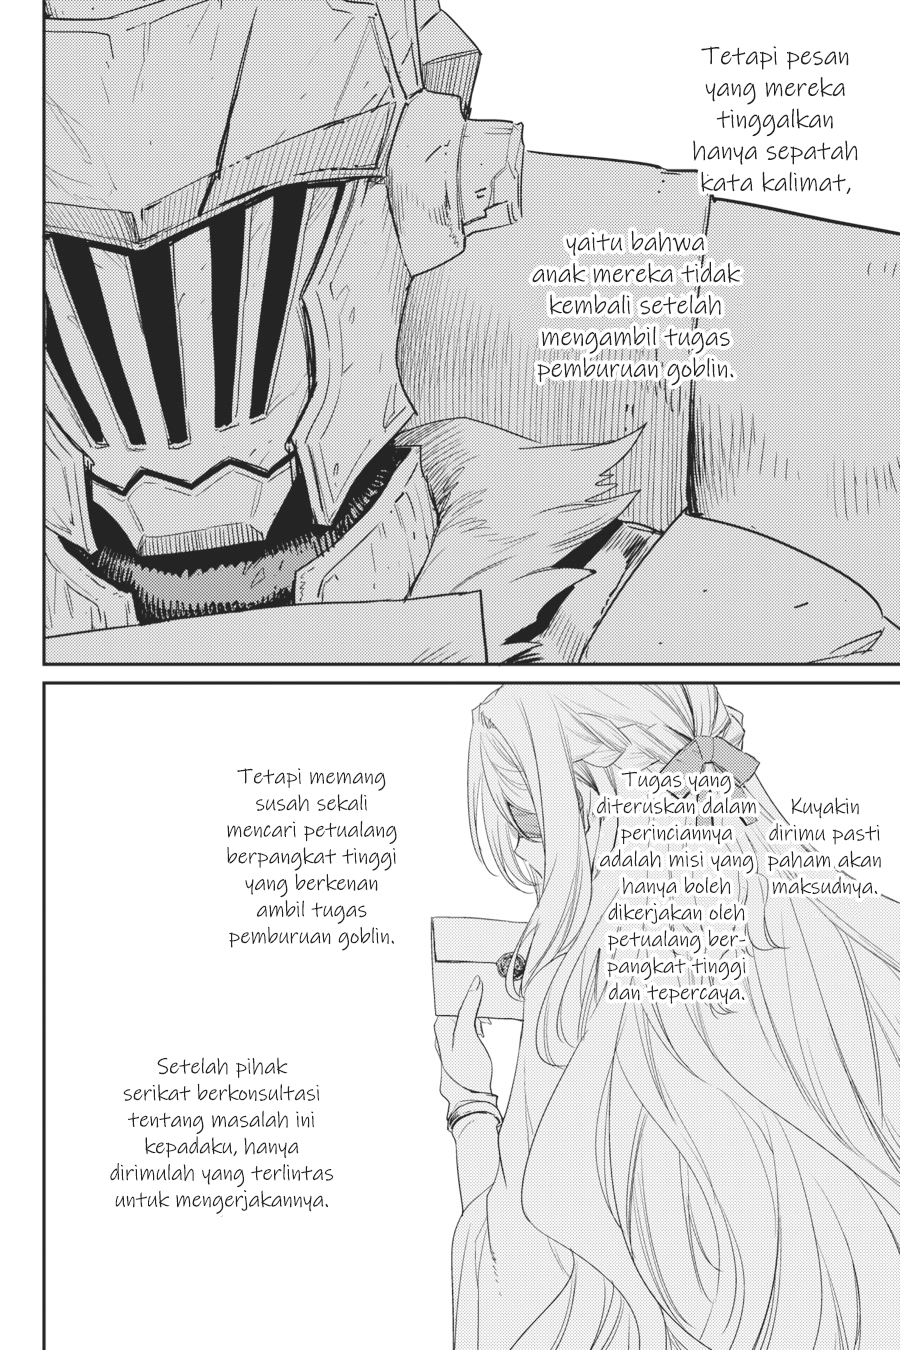 Tetapi pesan
yang mereka
tinggalkan
hanya sepatah
kata kalimat,
yaitu bahwa
anak mereka tidak
kembali setelah
mengambil tugas
pemburuan goblin.
Kuyakin
dirimu pasti
paham akan
maksudnya.
Tugas yang
diteruskan dalam
perinciannya
adalah misi yang
hanya boleh
dikerjakan oleh
petualang ber-
pangkat tinggi
dan tepercaya.
Tetapi memang
susah sekali
mencari petualang
berpangkat tinggi
yang berkenan
ambil tugas
pemburuan goblin.
Setelah pihak
serikat berkonsultasi
tentang masalah ini
kepadaku, hanya
dirimulah yang terlintas
untuk mengerjakannya.